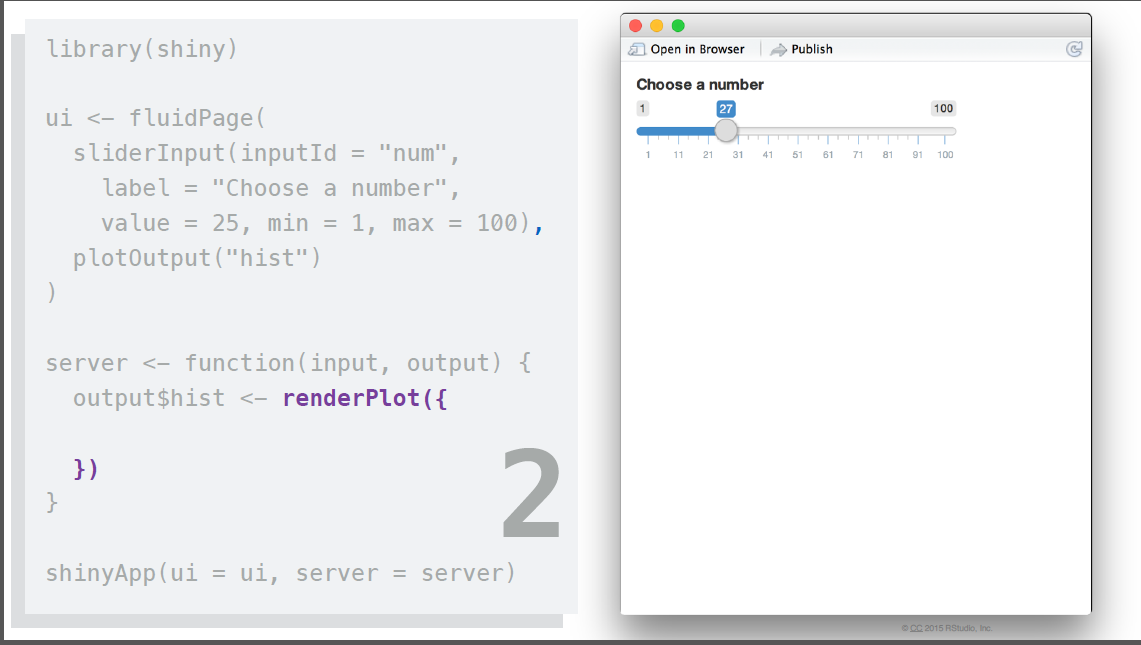 library(shiny)
ui <- fluidPage(
  sliderInput(inputId = "num",
    label = "Choose a number",
    value = 25, min = 1, max = 100),
  plotOutput("hist")
)
server <- function(input, output) {
  output$hist <- renderPlot({
  })
}
shinyApp(ui = ui, server = server)
2
Open in Browser Publish
Choose a number
1 27 100
1 11 21 31 41 51 61 71 81 91 100
© CC 2015 RStudio, Inc.